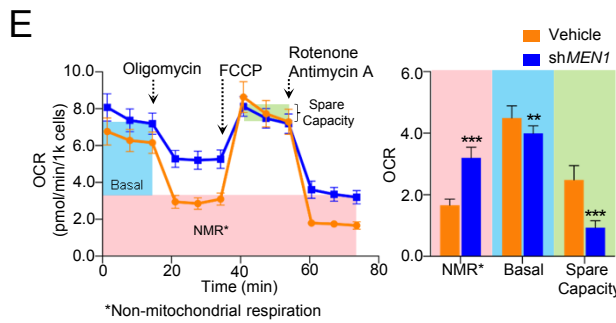 E
Oligomycin
FCCP
Rotenone
Antimycin A
Vehicle
shMEN1
OCR
(pmol/min/1k cells)
10.0
8.0
6.0
4.0
2.0
0.0
Basal
NMR*
Spare
Capacity
0
20
40
60
80
Time (min)
*Non-mitochondrial respiration
OCR
6.0
4.0
2.0
0.0
***
**
***
NMR*
Basal
Spare
Capacity